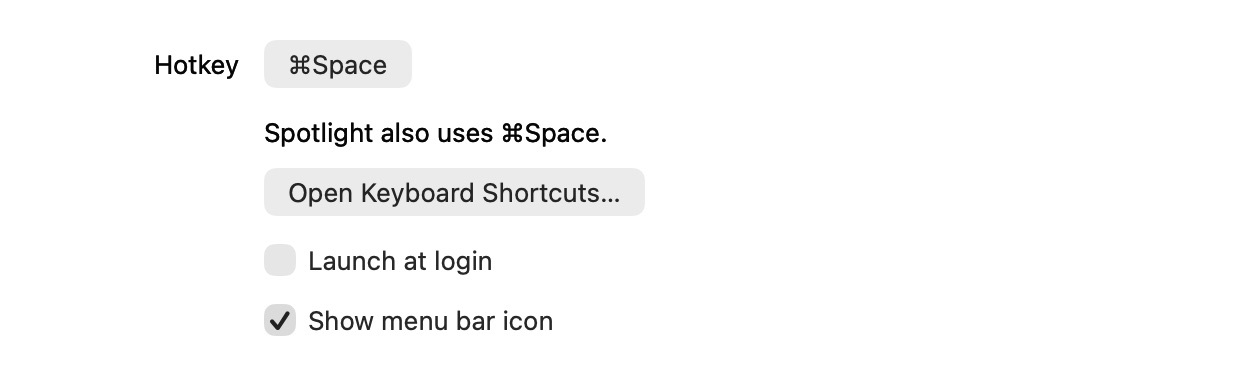 Hotkey ⌘Space
Spotlight also uses ⌘Space.
Open Keyboard Shortcuts...
Launch at login
Show menu bar icon